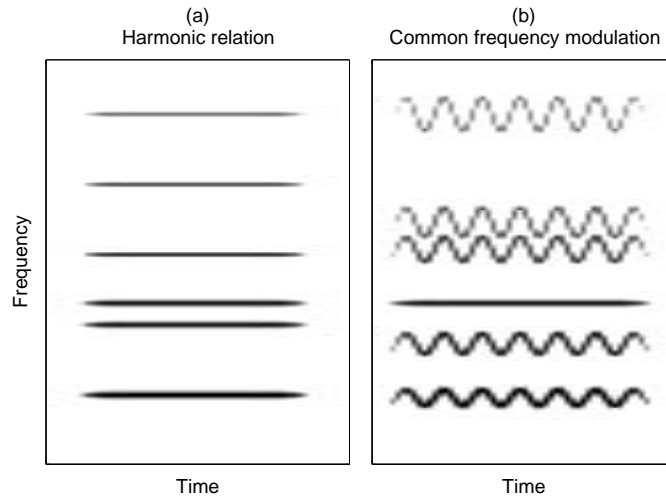 (a)
Harmonic relation
(b)
Common frequency modulation
Frequency
Time
Time